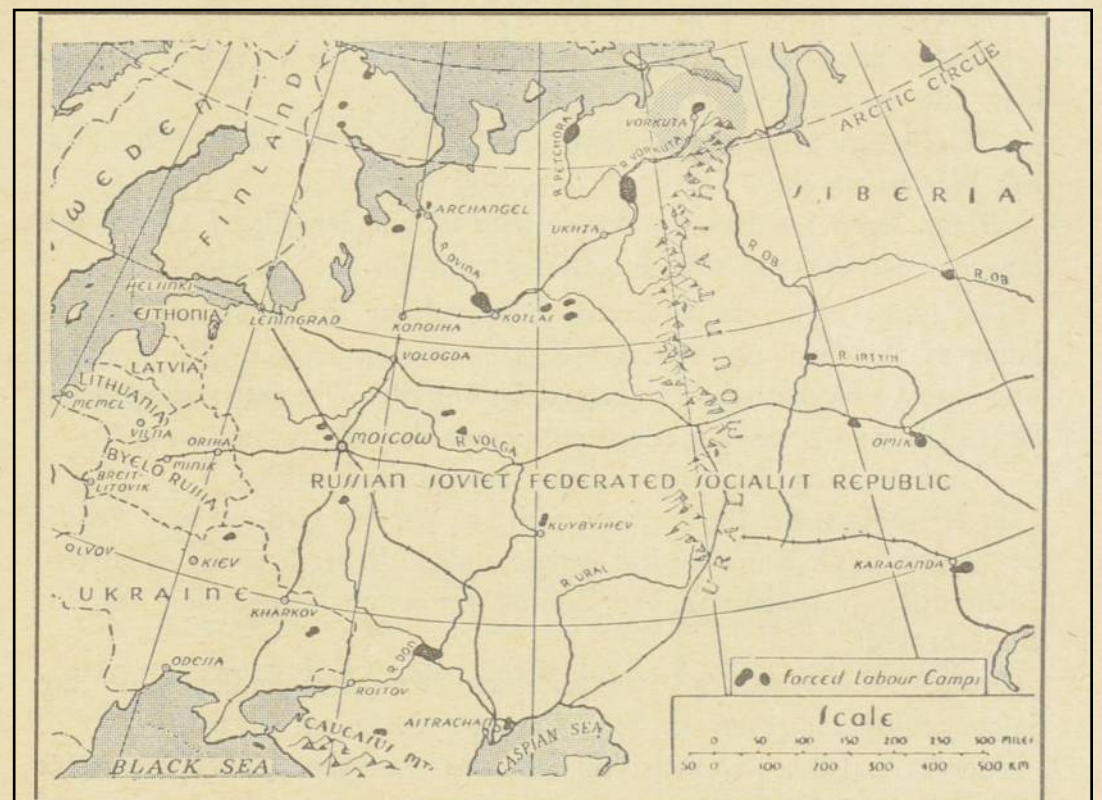 ARCTIC CIRCLE
SWEDEN
FINLAND
VORKUTA
R. PETCHORA
R. VORKUTA
SIBERIA
ARCHANGEL
UKHTA
R. DVINA
R. OB
R. OB
HELSINKI
ESTHONIA
LENINGRAD
KONOSHA
KOTLAS
VOLOGDA
R. IRTYSH
LATVIA
LITHUANIA
MEMEL
VILNA
ORSHA
MOSCOW
R. VOLGA
OMSK
BYELO RUSSIA
MINSK
BREST-
LITOVSK
RUSSIAN SOVIET FEDERATED SOCIALIST REPUBLIC
URAL MOUNTAINS
KUYBYSHEV
LVOV
KIEV
R. URAL
KARAGANDA
UKRAINE
KHARKOV
ODESSA
R. DON
ROSTOV
Forced Labour Camps
ASTRACHAN
CAUCASUS MT.
CASPIAN SEA
BLACK SEA
Scale
0 50 100 150 200 250 300 MILES
50 0 100 200 300 400 500 KM